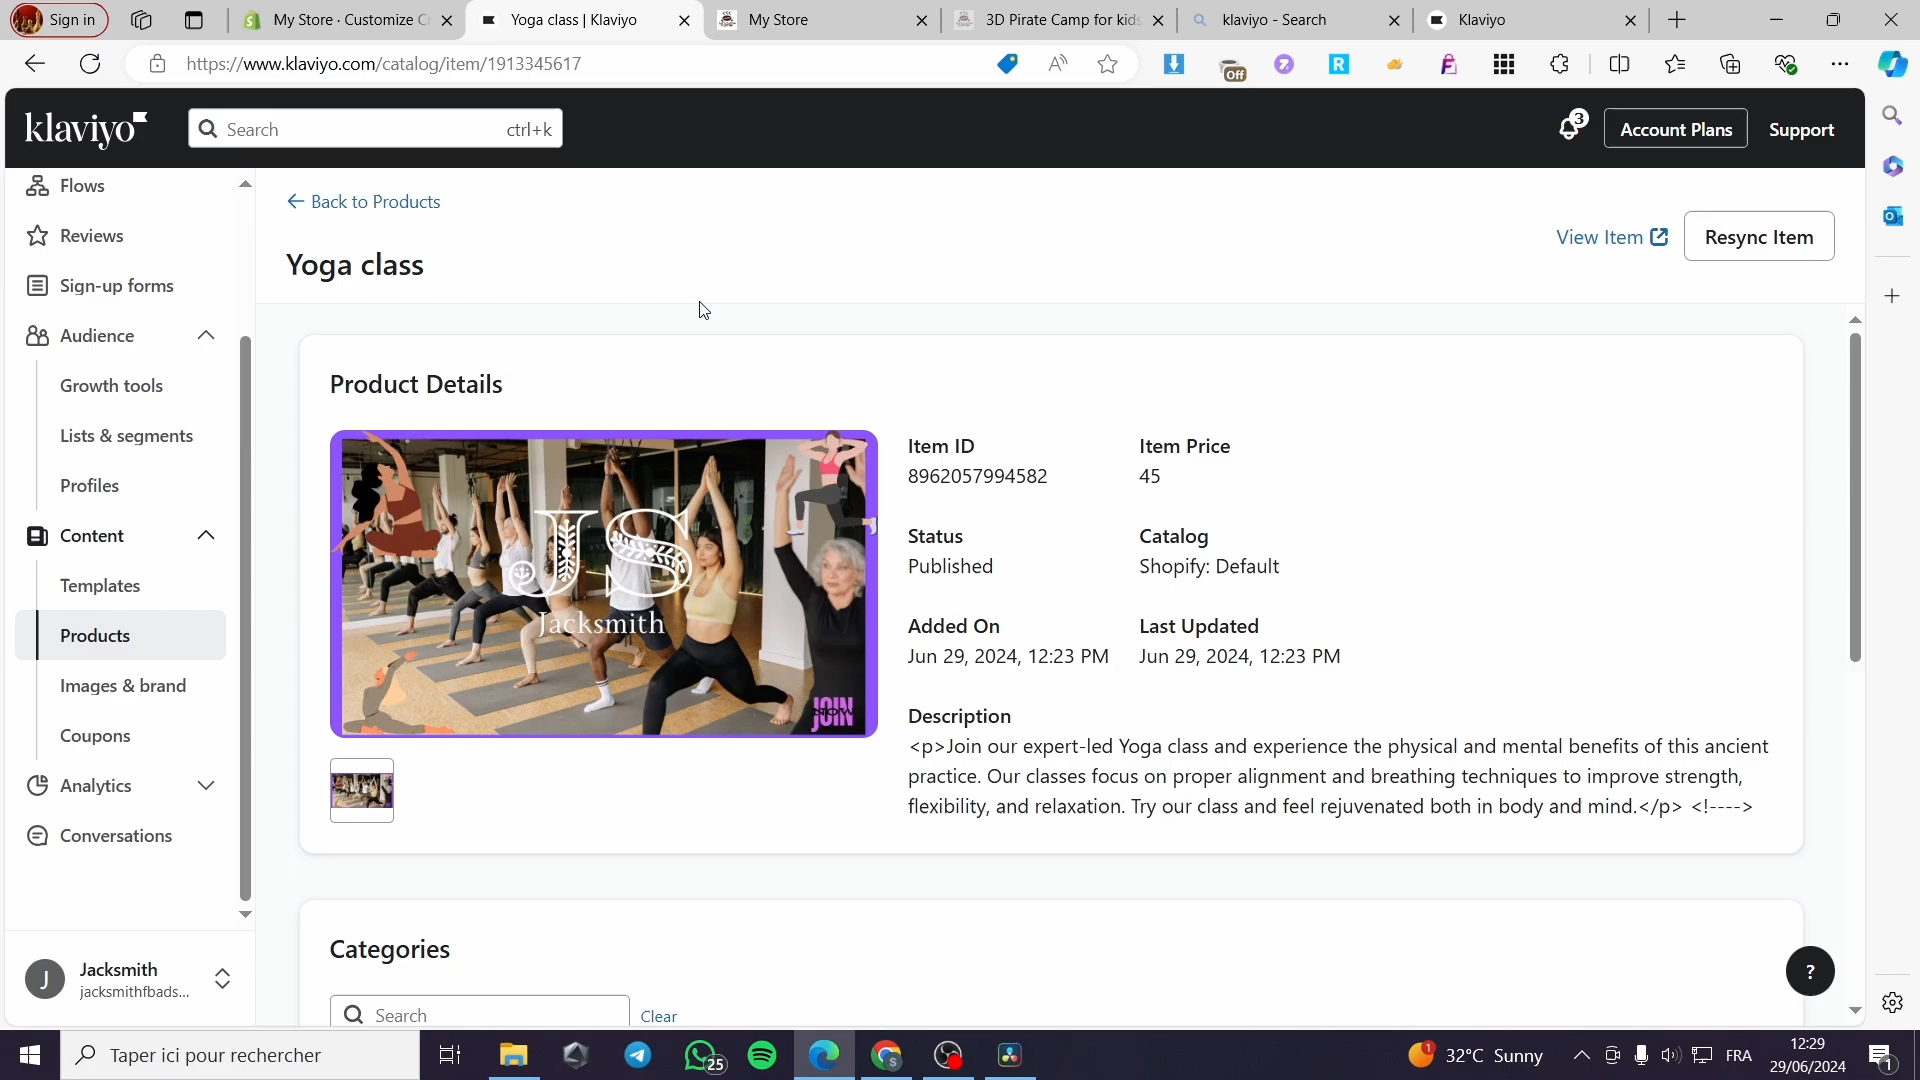 Sign in
My Store · Customize C
Yoga class | Klaviyo
My Store
3D Pirate Camp for kids
klaviyo - Search
Klaviyo
https://www.klaviyo.com/catalog/item/1913345617
Off
klaviyo
Search
ctrl+k
3
Account Plans
Support
Flows
Reviews
Sign-up forms
Audience
Growth tools
Lists & segments
Profiles
Content
Templates
Products
Images & brand
Coupons
Analytics
Conversations
J
Jacksmith
jacksmithfbads...
← Back to Products
Yoga class
View Item
Resync Item
Product Details
JS
Jacksmith
JOIN
NOW
Item ID
8962057994582
Item Price
45
Status
Published
Catalog
Shopify: Default
Added On
Jun 29, 2024, 12:23 PM
Last Updated
Jun 29, 2024, 12:23 PM
Description
<p>Join our expert-led Yoga class and experience the physical and mental benefits of this ancient
practice. Our classes focus on proper alignment and breathing techniques to improve strength,
flexibility, and relaxation. Try our class and feel rejuvenated both in body and mind.</p> <!---->
Categories
Search
Clear
?
Taper ici pour rechercher
25
1
32°C Sunny
FRA
12:29
29/06/2024
1